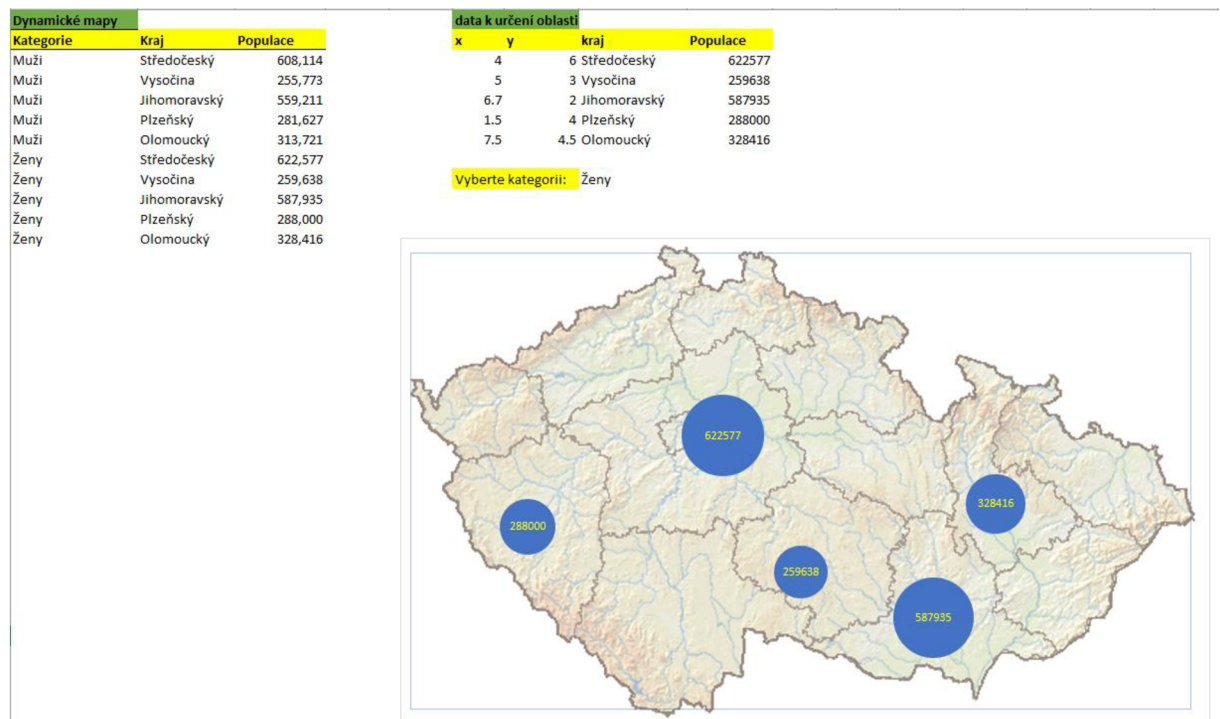 Dynamické mapy
Kategorie Kraj Populace
Muži Středočeský 608,114
Muži Vysočina 255,773
Muži Jihomoravský 559,211
Muži Plzeňský 281,627
Muži Olomoucký 313,721
Ženy Středočeský 622,577
Ženy Vysočina 259,638
Ženy Jihomoravský 587,935
Ženy Plzeňský 288,000
Ženy Olomoucký 328,416
data k určení oblasti
x y kraj Populace
4 6 Středočeský 622577
5 3 Vysočina 259638
6.7 2 Jihomoravský 587935
1.5 4 Plzeňský 288000
7.5 4.5 Olomoucký 328416
Vyberte kategorii: Ženy
622577
328416
288000
259638
587935